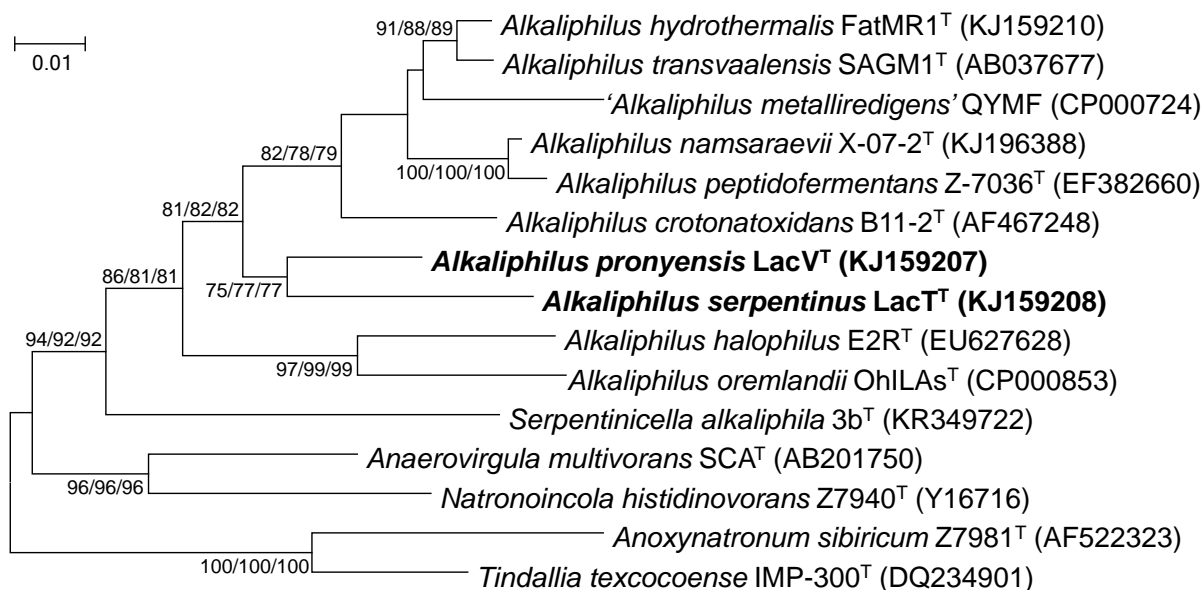 91/88/89
Alkaliphilus hydrothermalis FatMR1ᵀ (KJ159210)
0.01
Alkaliphilus transvaalensis SAGM1ᵀ (AB037677)
'Alkaliphilus metalliredigens' QYMF (CP000724)
82/78/79
Alkaliphilus namsaraevii X-07-2ᵀ (KJ196388)
100/100/100
Alkaliphilus peptidofermentans Z-7036ᵀ (EF382660)
81/82/82
Alkaliphilus crotonatoxidans B11-2ᵀ (AF467248)
86/81/81
Alkaliphilus pronyensis LacVᵀ (KJ159207)
75/77/77
Alkaliphilus serpentinus LacTᵀ (KJ159208)
94/92/92
Alkaliphilus halophilus E2Rᵀ (EU627628)
97/99/99
Alkaliphilus oremlandii OhILAsᵀ (CP000853)
Serpentinicella alkaliphila 3bᵀ (KR349722)
Anaerovirgula multivorans SCAᵀ (AB201750)
96/96/96
Natronoincola histidinovorans Z7940ᵀ (Y16716)
Anoxynatronum sibiricum Z7981ᵀ (AF522323)
100/100/100
Tindallia texcocoense IMP-300ᵀ (DQ234901)